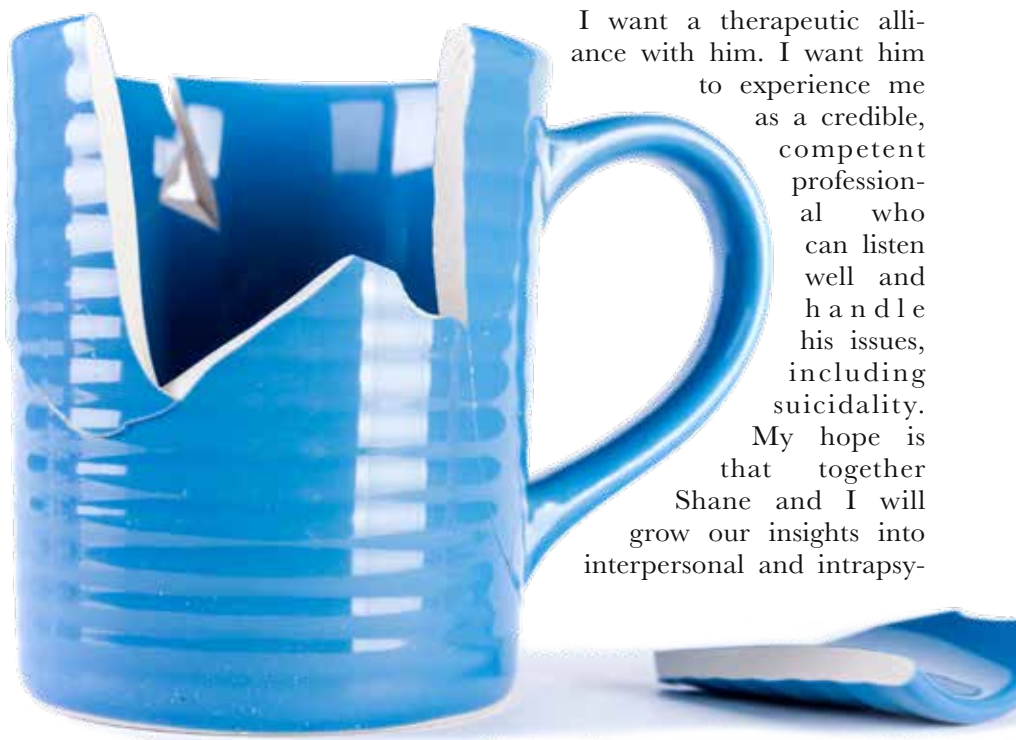 I want a therapeutic alli-
ance with him. I want him
to experience me
as a credible,
competent
profession-
al who
can listen
well and
handle
his issues,
including
suicidality.
My hope is
that together
Shane and I will
grow our insights into
interpersonal and intrapsy-